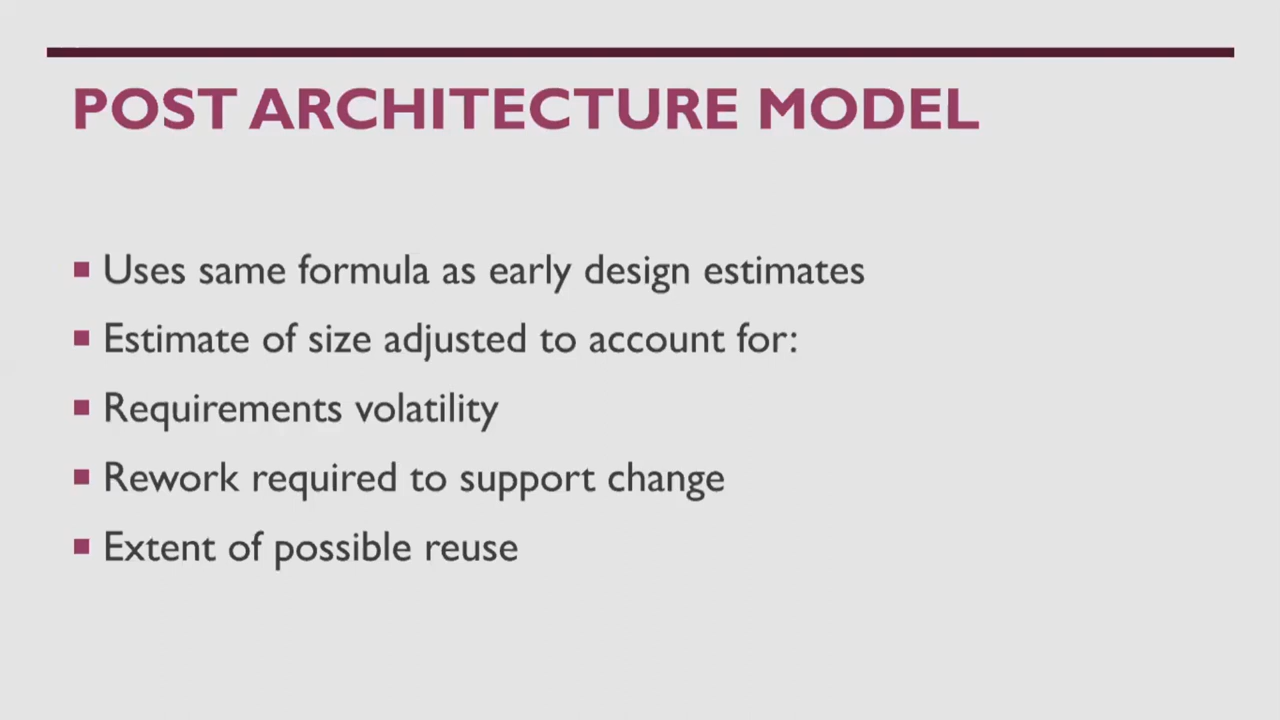 POST ARCHITECTURE MODEL
Uses same formula as early design estimates
Estimate of size adjusted to account for:
Requirements volatility
Rework required to support change
Extent of possible reuse